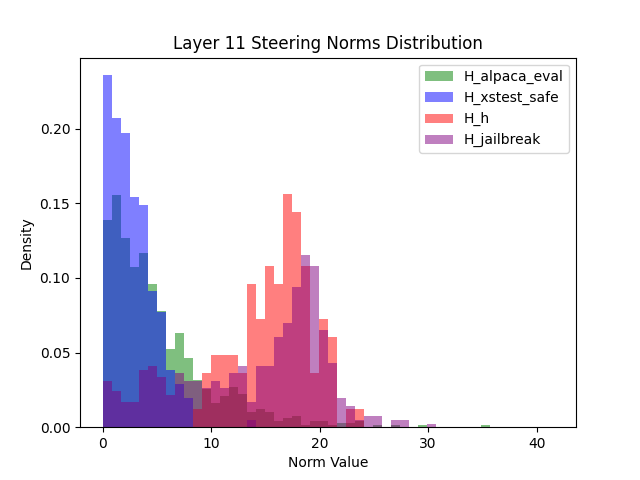 Layer 11 Steering Norms Distribution
H_alpaca_eval
H_xstest_safe
H_h
H_jailbreak
Density
0.20
0.15
0.10
0.05
0.00
0
10
20
30
40
Norm Value